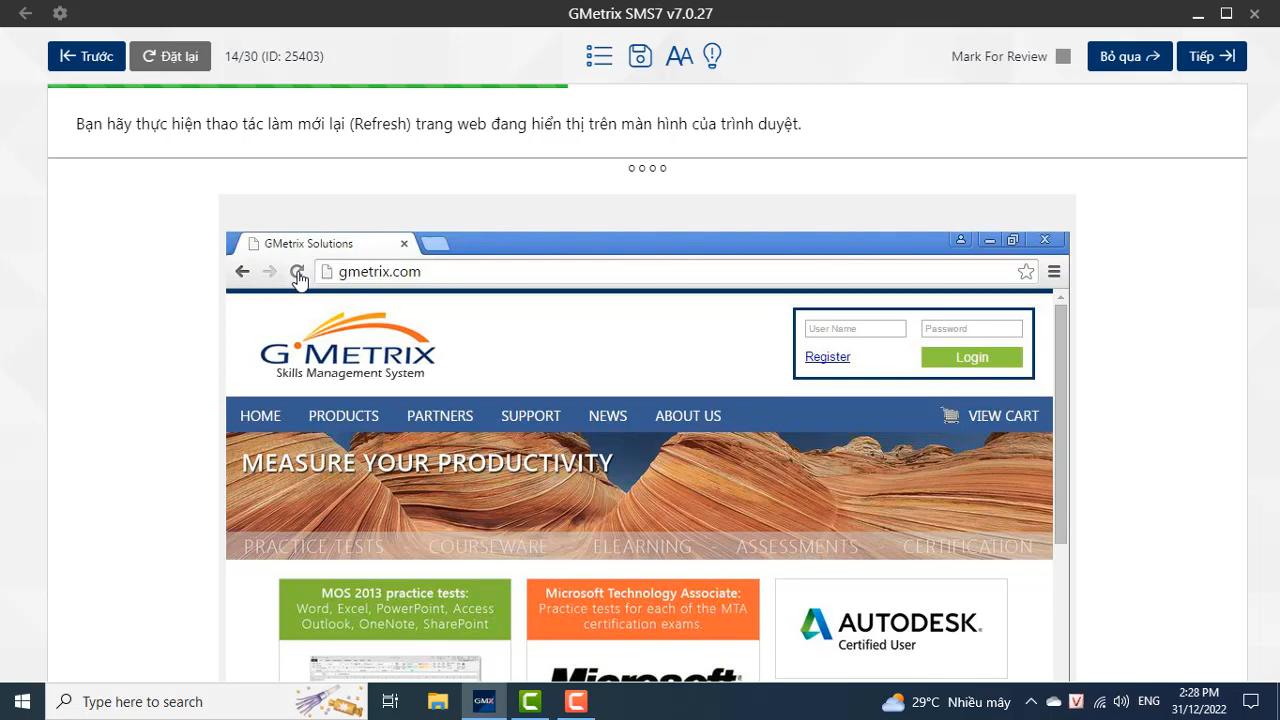 GMetrix SMS7 v7.0.27
Trước
Đặt lại
14/30 (ID: 25403)
Mark For Review
Bỏ qua
Tiếp
Bạn hãy thực hiện thao tác làm mới lại (Refresh) trang web đang hiển thị trên màn hình của trình duyệt.
GMetrix Solutions
gmetrix.com
GMETRIX
Skills Management System
User Name
Password
Register
Login
HOME PRODUCTS PARTNERS SUPPORT NEWS ABOUT US VIEW CART
MEASURE YOUR PRODUCTIVITY
PRACTICE TESTS - COURSEWARE - ELEARNING - ASSESSMENTS - CERTIFICATION
MOS 2013 practice tests:
Word, Excel, PowerPoint, Access
Outlook, OneNote, SharePoint
Microsoft Technology Associate:
Practice tests for each of the MTA
certification exams.
Microsoft
AUTODESK.
Certified User
Type here to search
GMX
29°C Nhiều mây
V
ENG
2:28 PM
31/12/2022